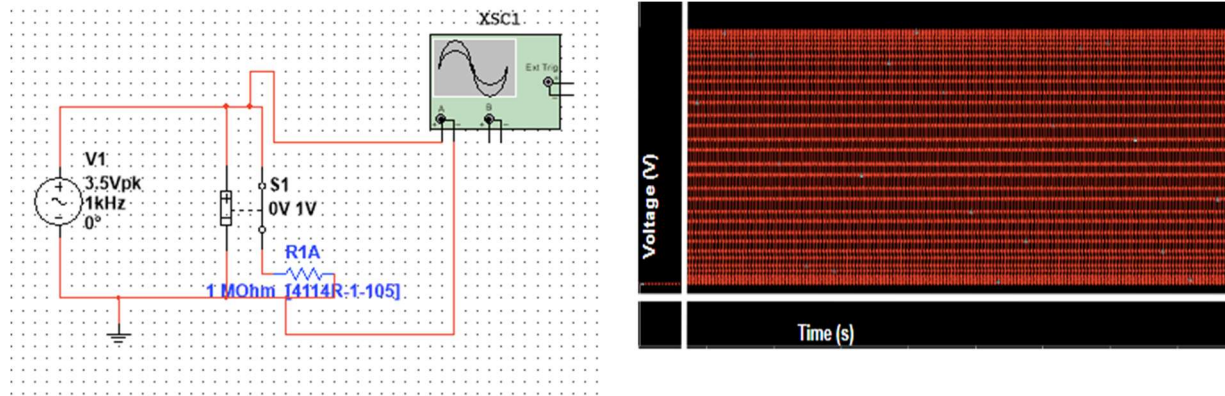 XSC1
Ext Trig
+
−
A
B
+ −
+ −
V1
3.5Vpk
1kHz
0°
S1
0V 1V
R1A
1 MOhm [4114R-1-105]
Voltage (V)
Time (s)